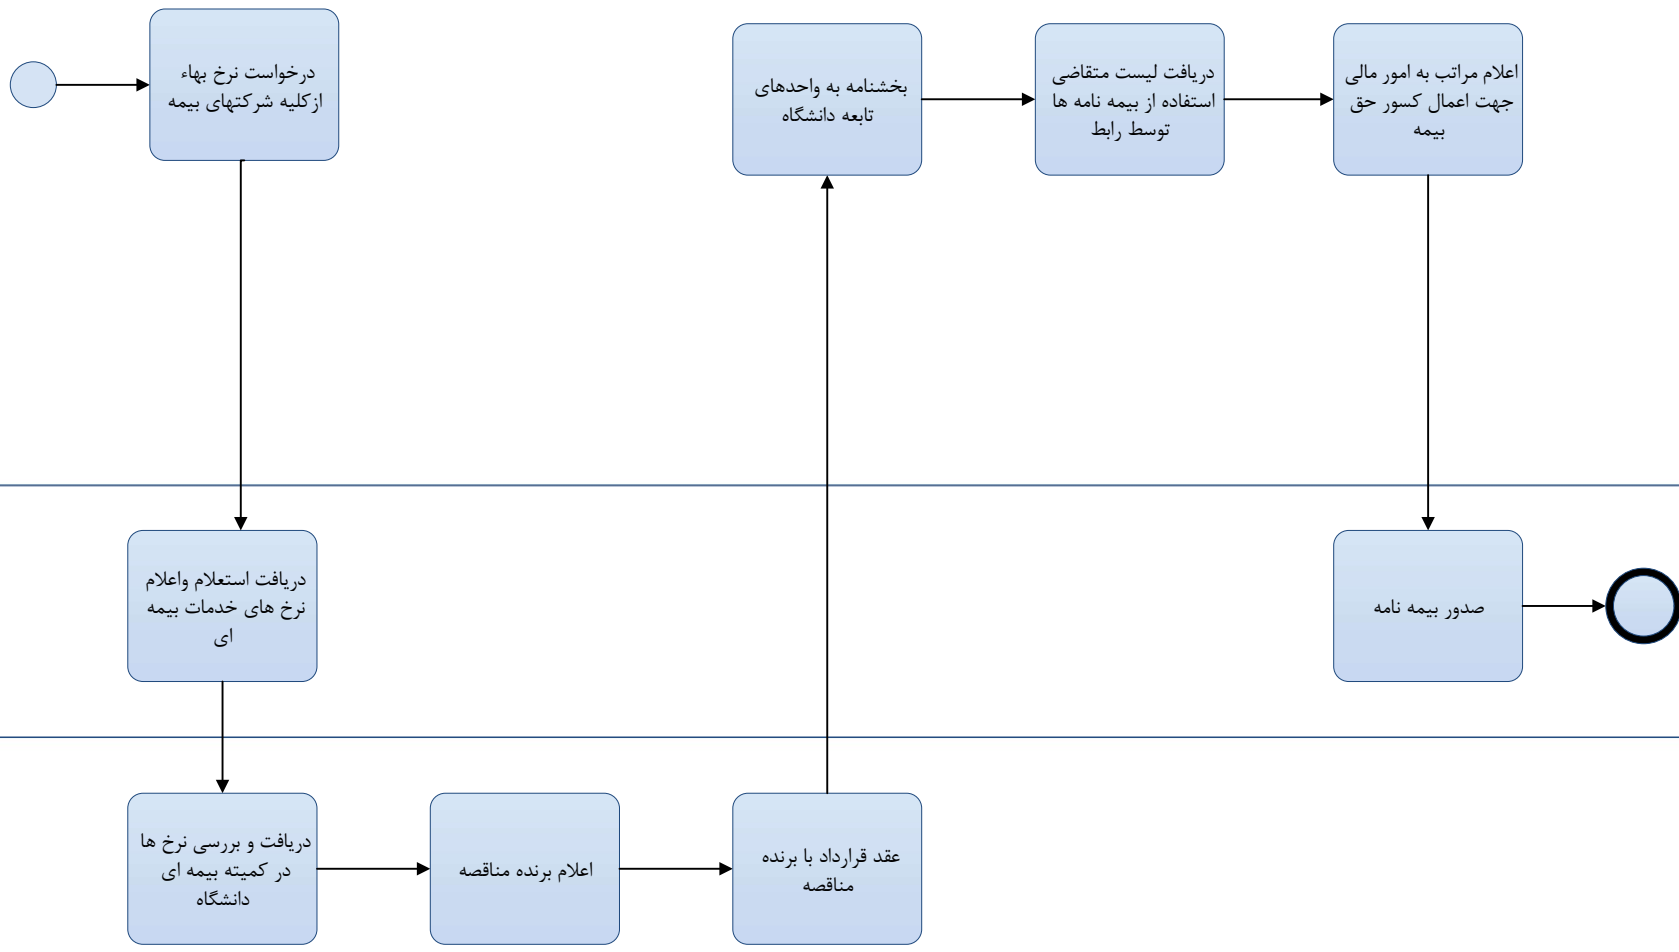 درخواست نرخ بهاء
ازکلیه شرکتهای بیمه
دریافت استعلام واعلام
نرخ های خدمات بیمه
ای
دریافت و بررسی نرخ ها
در کمیته بیمه ای
دانشگاه
اعلام برنده مناقصه
عقد قرارداد با برنده
مناقصه
بخشنامه به واحدهای
تابعه دانشگاه
دریافت لیست متقاضی
استفاده از بیمه نامه ها
توسط رابط
اعلام مراتب به امور مالی
جهت اعمال کسور حق
بیمه
صدور بیمه نامه